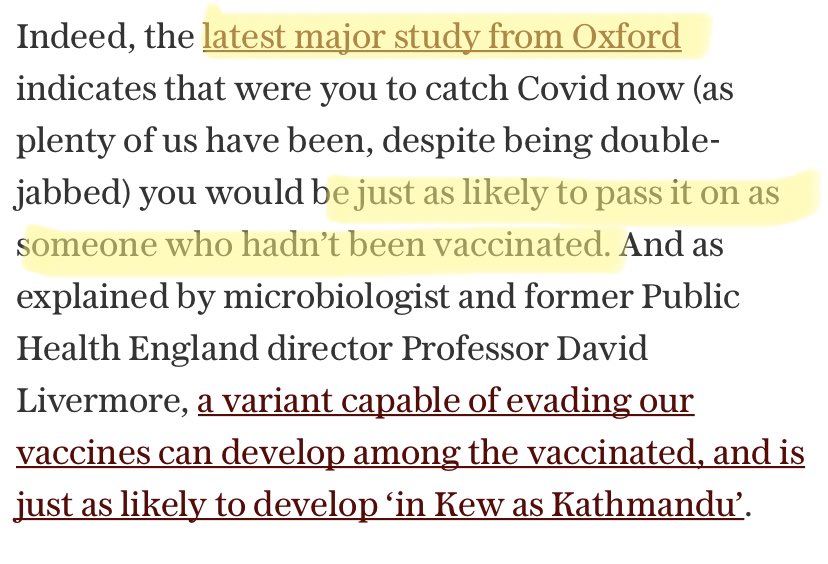 Indeed, the latest major study from Oxford
indicates that were you to catch Covid now (as
plenty of us have been, despite being double-
jabbed) you would be just as likely to pass it on as
someone who hadn’t been vaccinated. And as
explained by microbiologist and former Public
Health England director Professor David
Livermore, a variant capable of evading our
vaccines can develop among the vaccinated, and is
just as likely to develop ‘in Kew as Kathmandu’.